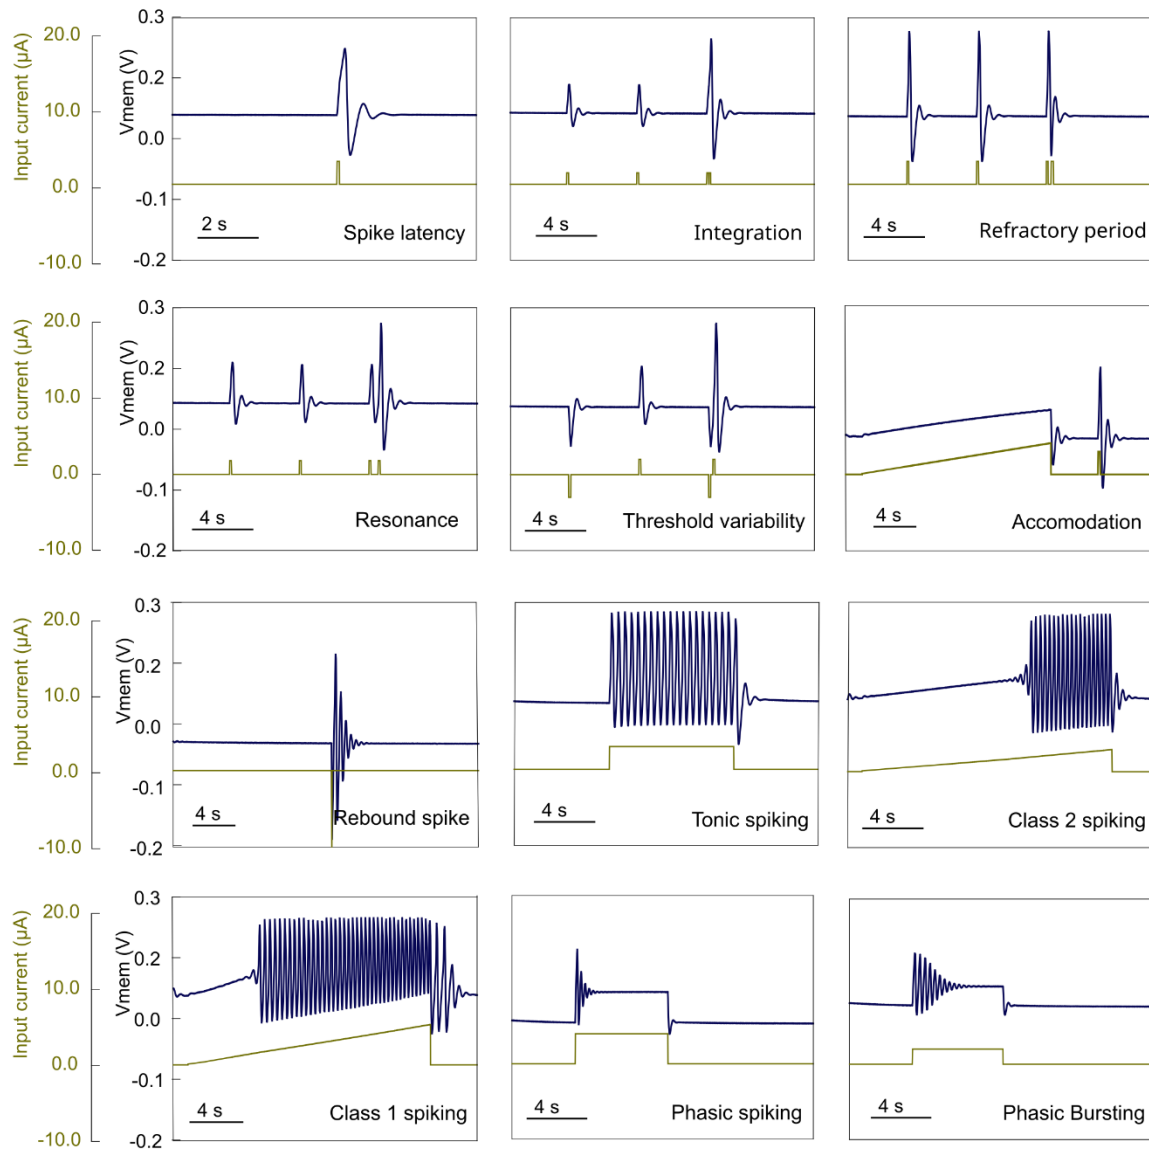 20.0
10.0
0.0
-10.0
Input current (µA)
0.3
0.2
0.0
-0.1
-0.2
Vmem (V)
2 s
Spike latency
4 s
Integration
4 s
Refractory period
20.0
10.0
0.0
-10.0
Input current (µA)
0.3
0.2
0.0
-0.1
-0.2
Vmem (V)
4 s
Resonance
4 s
Threshold variability
4 s
Accomodation
20.0
10.0
0.0
-10.0
Input current (µA)
0.3
0.2
0.0
-0.1
-0.2
Vmem (V)
4 s
Rebound spike
4 s
Tonic spiking
4 s
Class 2 spiking
20.0
10.0
0.0
-10.0
Input current (µA)
0.3
0.2
0.0
-0.1
-0.2
Vmem (V)
4 s
Class 1 spiking
4 s
Phasic spiking
4 s
Phasic Bursting